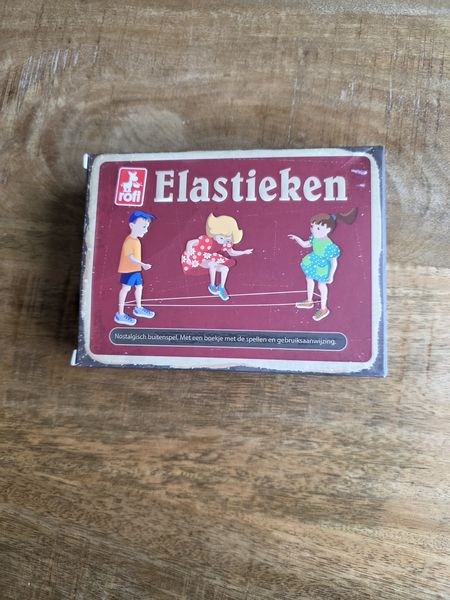 rofi
Elastieken
Nostalgisch buitenspel. Met een boekje met de spellen en gebruiksaanwijzing.